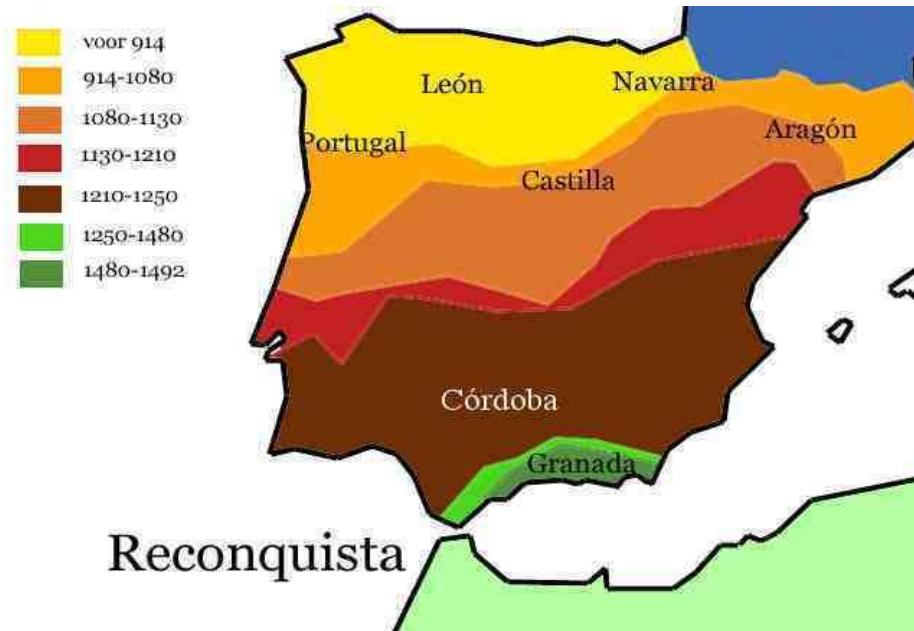 voor 914
914-1080
1080-1130
1130-1210
1210-1250
1250-1480
1480-1492
León
Navarra
Portugal
Aragón
Castilla
Córdoba
Granada
Reconquista